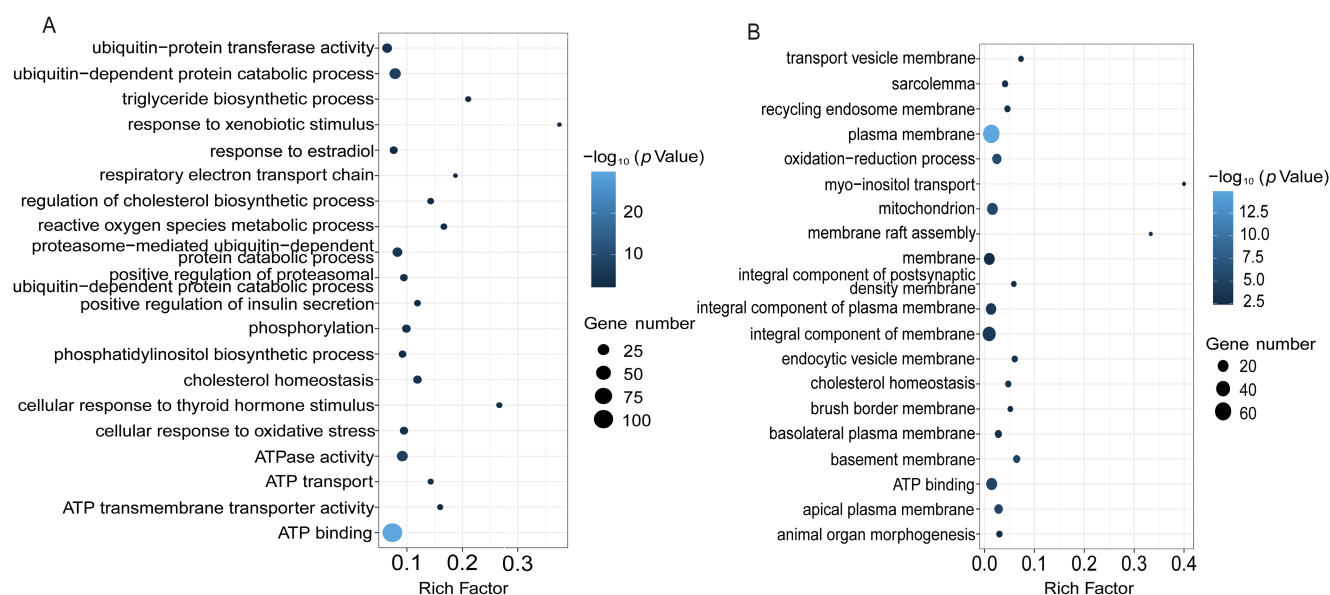 A
ubiquitin−protein transferase activity
ubiquitin−dependent protein catabolic process
triglyceride biosynthetic process
response to xenobiotic stimulus
response to estradiol
respiratory electron transport chain
regulation of cholesterol biosynthetic process
reactive oxygen species metabolic process
proteasome−mediated ubiquitin−dependent
protein catabolic process
positive regulation of proteasomal
ubiquitin−dependent protein catabolic process
positive regulation of insulin secretion
phosphorylation
phosphatidylinositol biosynthetic process
cholesterol homeostasis
cellular response to thyroid hormone stimulus
cellular response to oxidative stress
ATPase activity
ATP transport
ATP transmembrane transporter activity
ATP binding
0.1 0.2 0.3
Rich Factor
−log₁₀ (p Value)
20
10
Gene number
25
50
75
100
B
transport vesicle membrane
sarcolemma
recycling endosome membrane
plasma membrane
oxidation−reduction process
myo−inositol transport
mitochondrion
membrane raft assembly
membrane
integral component of postsynaptic
density membrane
integral component of plasma membrane
integral component of membrane
endocytic vesicle membrane
cholesterol homeostasis
brush border membrane
basolateral plasma membrane
basement membrane
ATP binding
apical plasma membrane
animal organ morphogenesis
0.0 0.1 0.2 0.3 0.4
Rich Factor
−log₁₀ (p Value)
12.5
10.0
7.5
5.0
2.5
Gene number
20
40
60